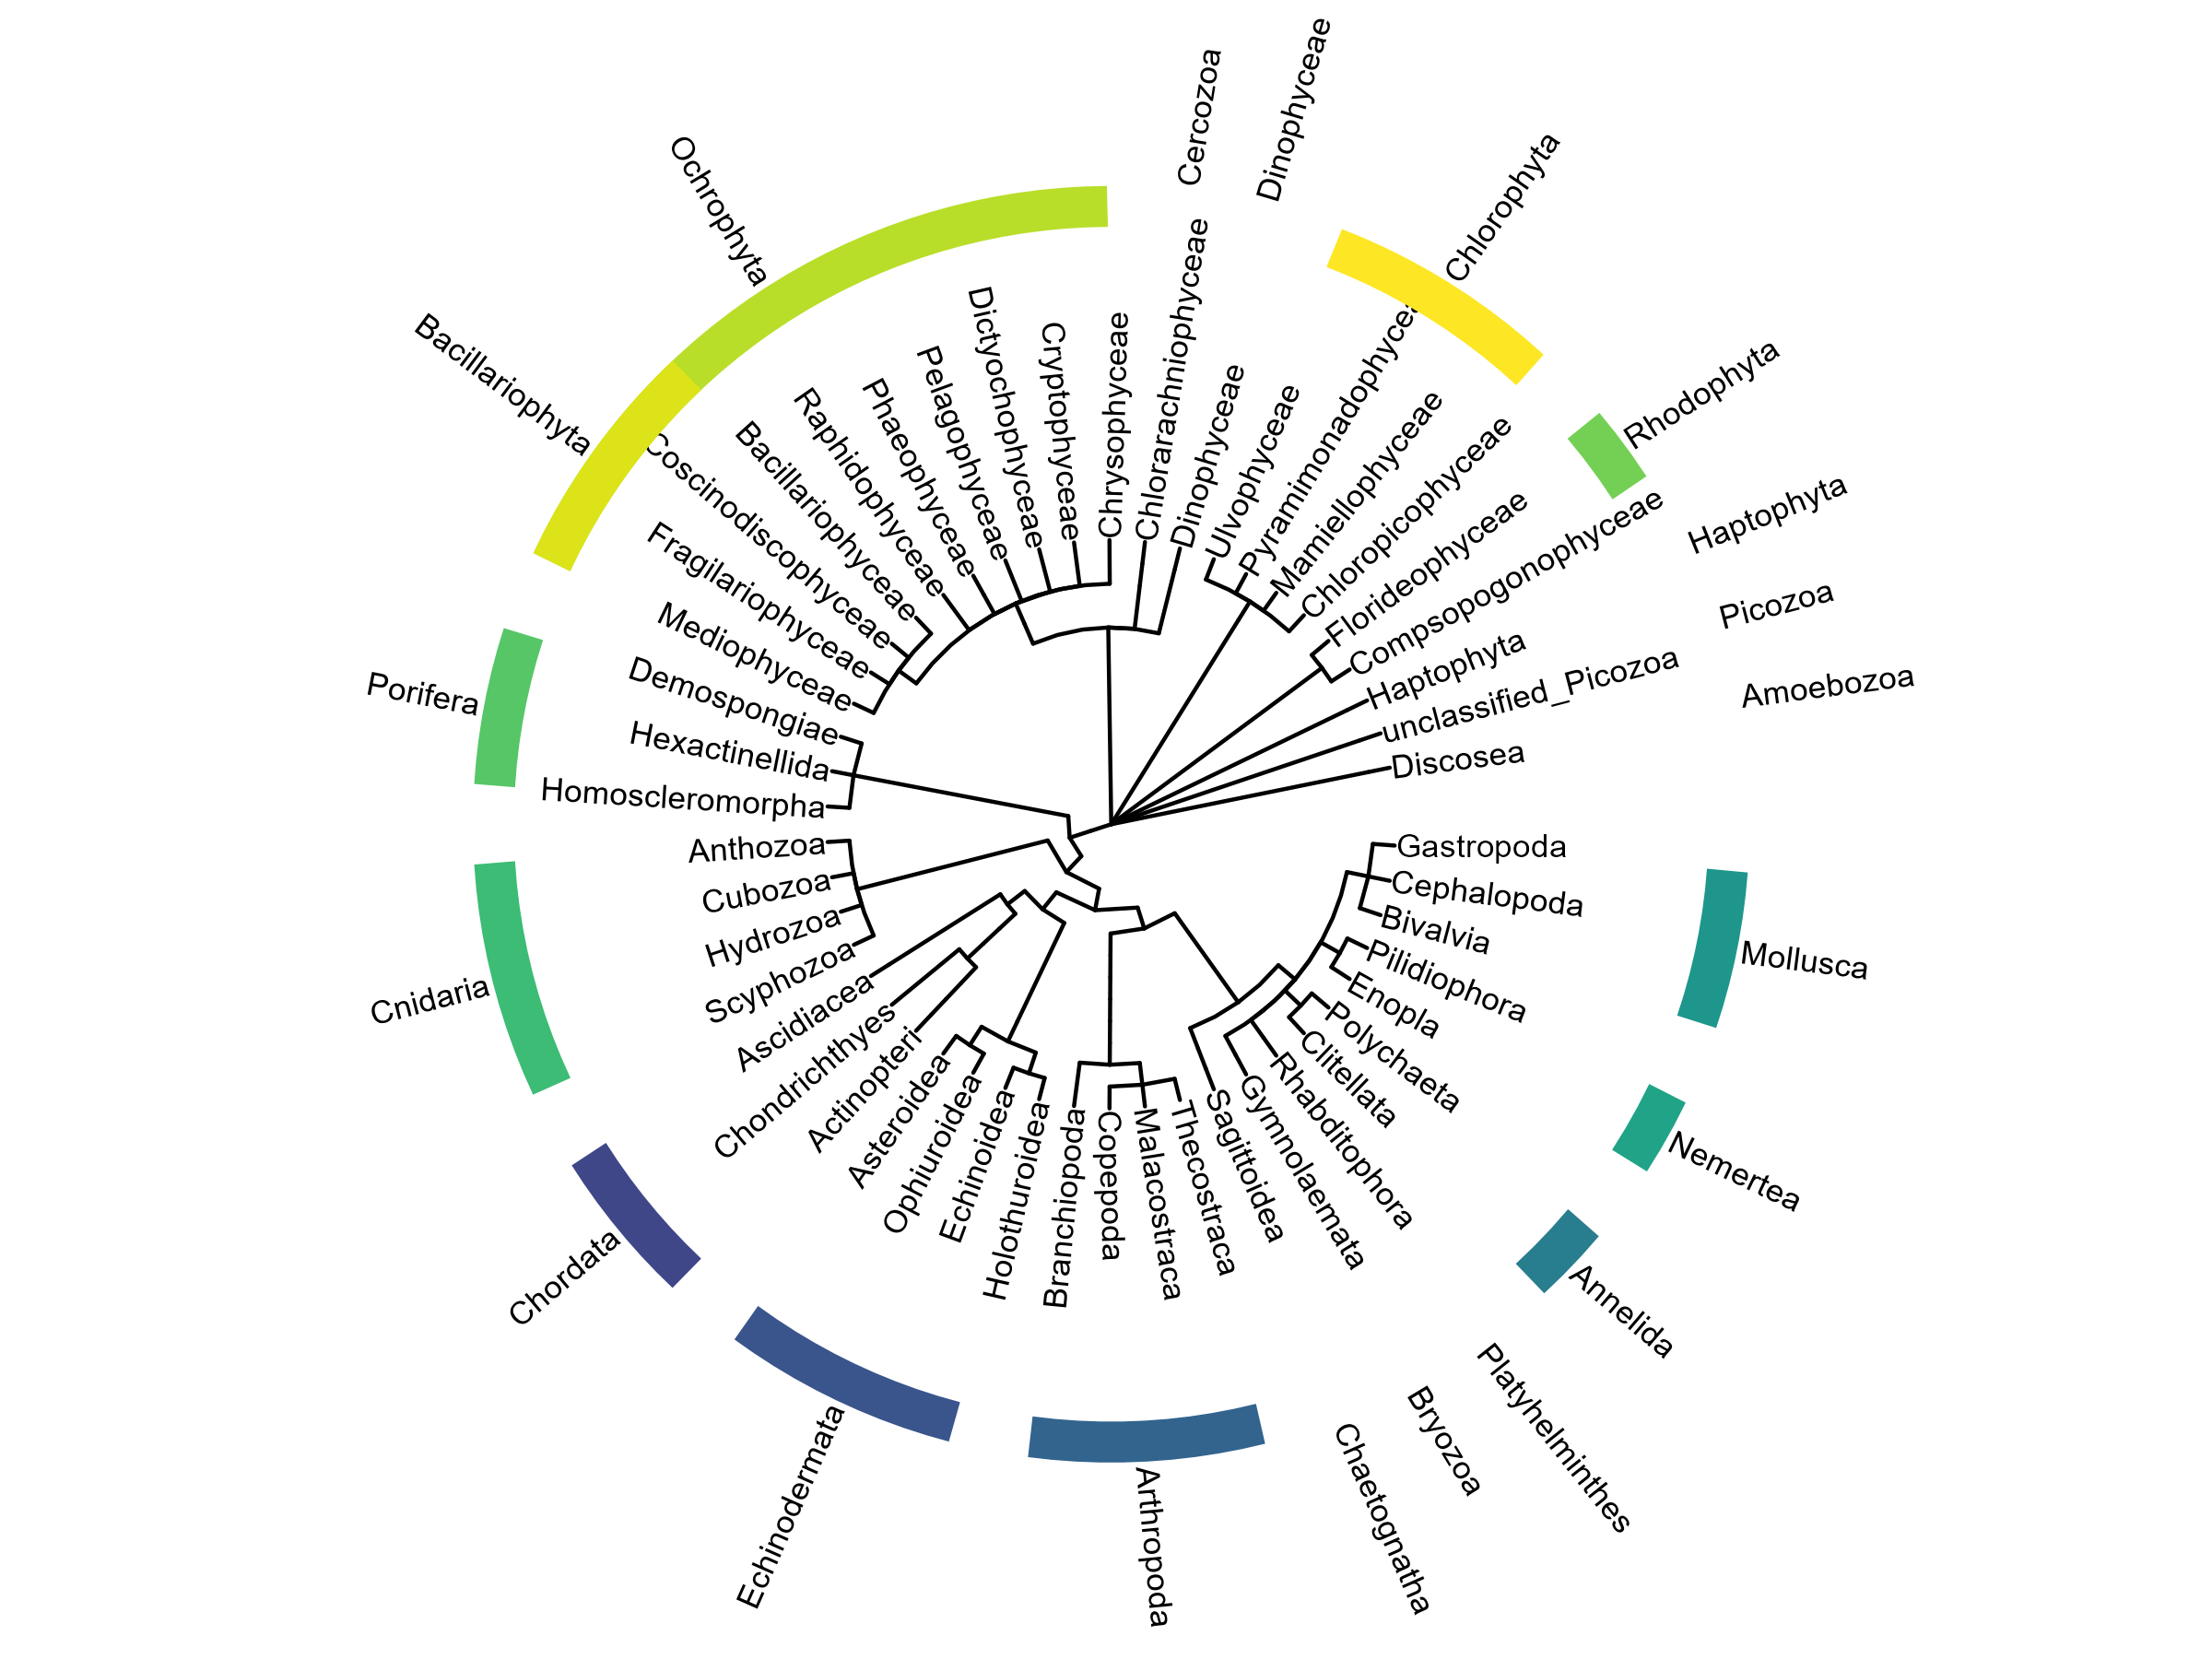 Cercozoa
Dinophyceae
Chlorophyta
Rhodophyta
Haptophyta
Picozoa
Amoebozoa
Mollusca
Nemertea
Annelida
Platyhelminthes
Bryozoa
Chaetognatha
Arthropoda
Echinodermata
Chordata
Cnidaria
Porifera
Bacillariophyta
Ochrophyta
Chrysophyceae
Chlorarachniophyceae
Dinophyceae
Ulvophyceae
Pyramimonadophycea
Mamiellophyceae
Chloropicophyceae
Florideophyceae
Compsopogonophyceae
Haptophyta
unclassified_Picozoa
Discosea
Gastropoda
Cephalopoda
Bivalvia
Pilidiophora
Enopla
Polychaeta
Clitellata
Rhabditophora
Gymnolaemata
Sagittoidea
Thecostraca
Malacostraca
Copepoda
Branchiopoda
Holothuroidea
Echinoidea
Ophiuroidea
Asteroidea
Actinopteri
Chondrichthyes
Ascidiacea
Scyphozoa
Hydrozoa
Cubozoa
Anthozoa
Homoscleromorpha
Hexactinellida
Demospongiae
Mediophyceae
Fragilariophyceae
Coscinodiscophyceae
Bacillariophyceae
Raphidophyceae
Phaeophyceae
Pelagophyceae
Dictyochophyceae
Cryptophyceae